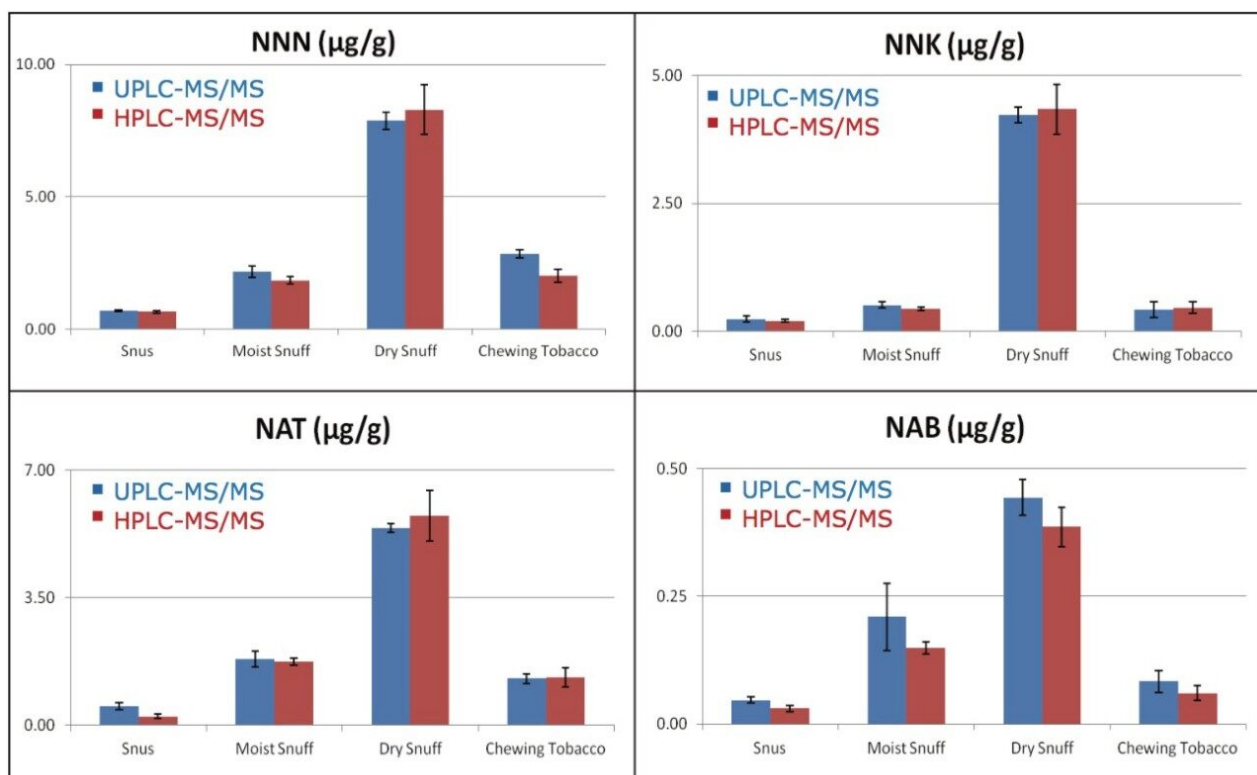 NNN (µg/g)
10.00
UPLC-MS/MS
HPLC-MS/MS
5.00
0.00
Snus Moist Snuff Dry Snuff Chewing Tobacco
NNK (µg/g)
5.00
UPLC-MS/MS
HPLC-MS/MS
2.50
0.00
Snus Moist Snuff Dry Snuff Chewing Tobacco
NAT (µg/g)
7.00
UPLC-MS/MS
HPLC-MS/MS
3.50
0.00
Snus Moist Snuff Dry Snuff Chewing Tobacco
NAB (µg/g)
0.50
UPLC-MS/MS
HPLC-MS/MS
0.25
0.00
Snus Moist Snuff Dry Snuff Chewing Tobacco